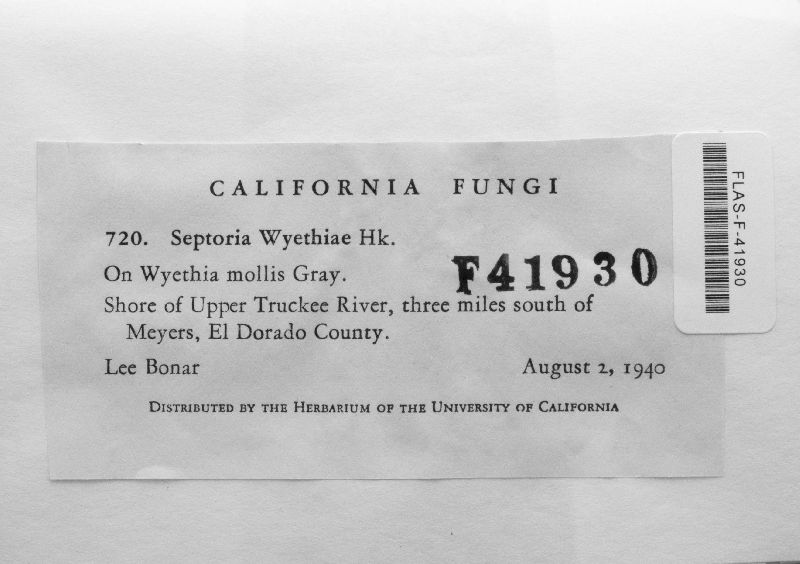 CALIFORNIA FUNGI
720. Septoria Wyethiae Hk.
On Wyethia mollis Gray.
F41930
Shore of Upper Truckee River, three miles south of
Meyers, El Dorado County.
Lee Bonar August 2, 1940
DISTRIBUTED BY THE HERBARIUM OF THE UNIVERSITY OF CALIFORNIA
FLAS-F-41930